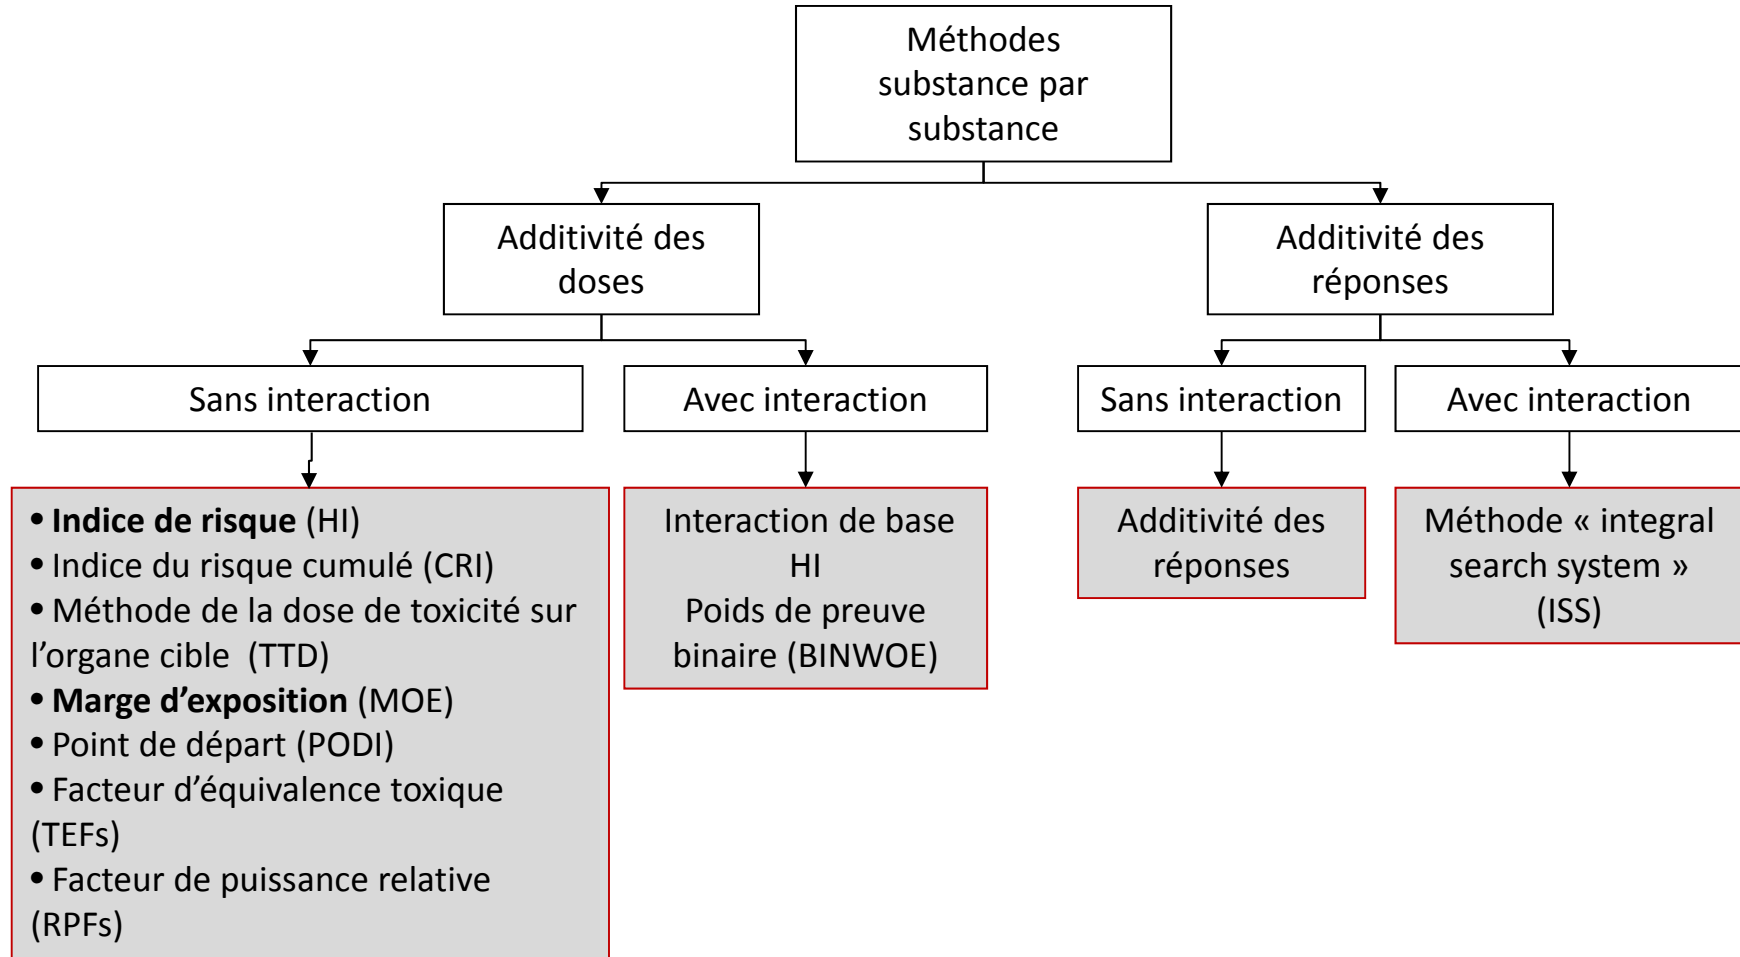 Méthodes
substance par
substance
Additivité des
doses
Additivité des
réponses
Sans interaction
Avec interaction
Sans interaction
Avec interaction
• Indice de risque (HI)
• Indice du risque cumulé (CRI)
• Méthode de la dose de toxicité sur
l’organe cible (TTD)
• Marge d’exposition (MOE)
• Point de départ (PODI)
• Facteur d’équivalence toxique
(TEFs)
• Facteur de puissance relative
(RPFs)
Interaction de base
HI
Poids de preuve
binaire (BINWOE)
Additivité des
réponses
Méthode « integral
search system »
(ISS)